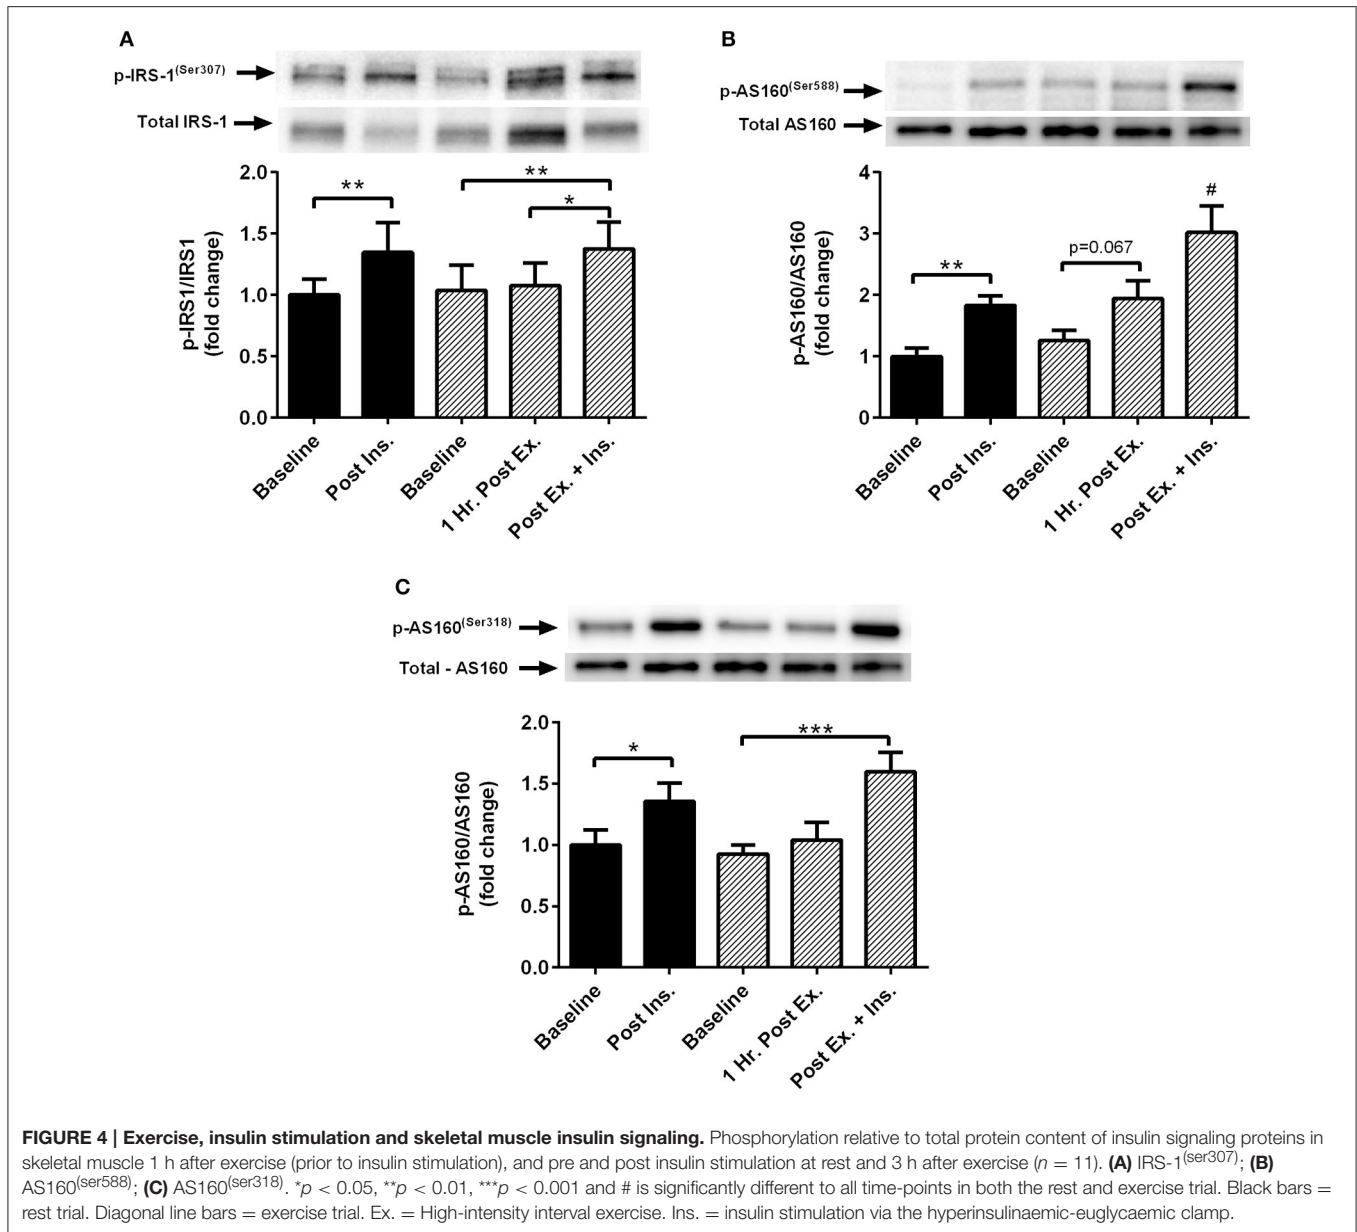 A
p-IRS-1(Ser307)
Total IRS-1
2.0
1.5
1.0
0.5
0.0
p-IRS1/IRS1
(fold change)
**
**
*
Baseline
Post Ins.
Baseline
1 Hr. Post Ex.
Post Ex. + Ins.
B
p-AS160(Ser588)
Total AS160
4
3
2
1
0
p-AS160/AS160
(fold change)
**
p=0.067
#
Baseline
Post Ins.
Baseline
1 Hr. Post Ex.
Post Ex. + Ins.
C
p-AS160(Ser318)
Total - AS160
2.0
1.5
1.0
0.5
0.0
p-AS160/AS160
(fold change)
*
***
Baseline
Post Ins.
Baseline
1 Hr. Post Ex.
Post Ex. + Ins.
FIGURE 4 | Exercise, insulin stimulation and skeletal muscle insulin signaling. Phosphorylation relative to total protein content of insulin signaling proteins in
skeletal muscle 1 h after exercise (prior to insulin stimulation), and pre and post insulin stimulation at rest and 3 h after exercise (n = 11). (A) IRS-1(ser307); (B)
AS160(ser588); (C) AS160(ser318). *p < 0.05, **p < 0.01, ***p < 0.001 and # is significantly different to all time-points in both the rest and exercise trial. Black bars =
rest trial. Diagonal line bars = exercise trial. Ex. = High-intensity interval exercise. Ins. = insulin stimulation via the hyperinsulinaemic-euglycaemic clamp.